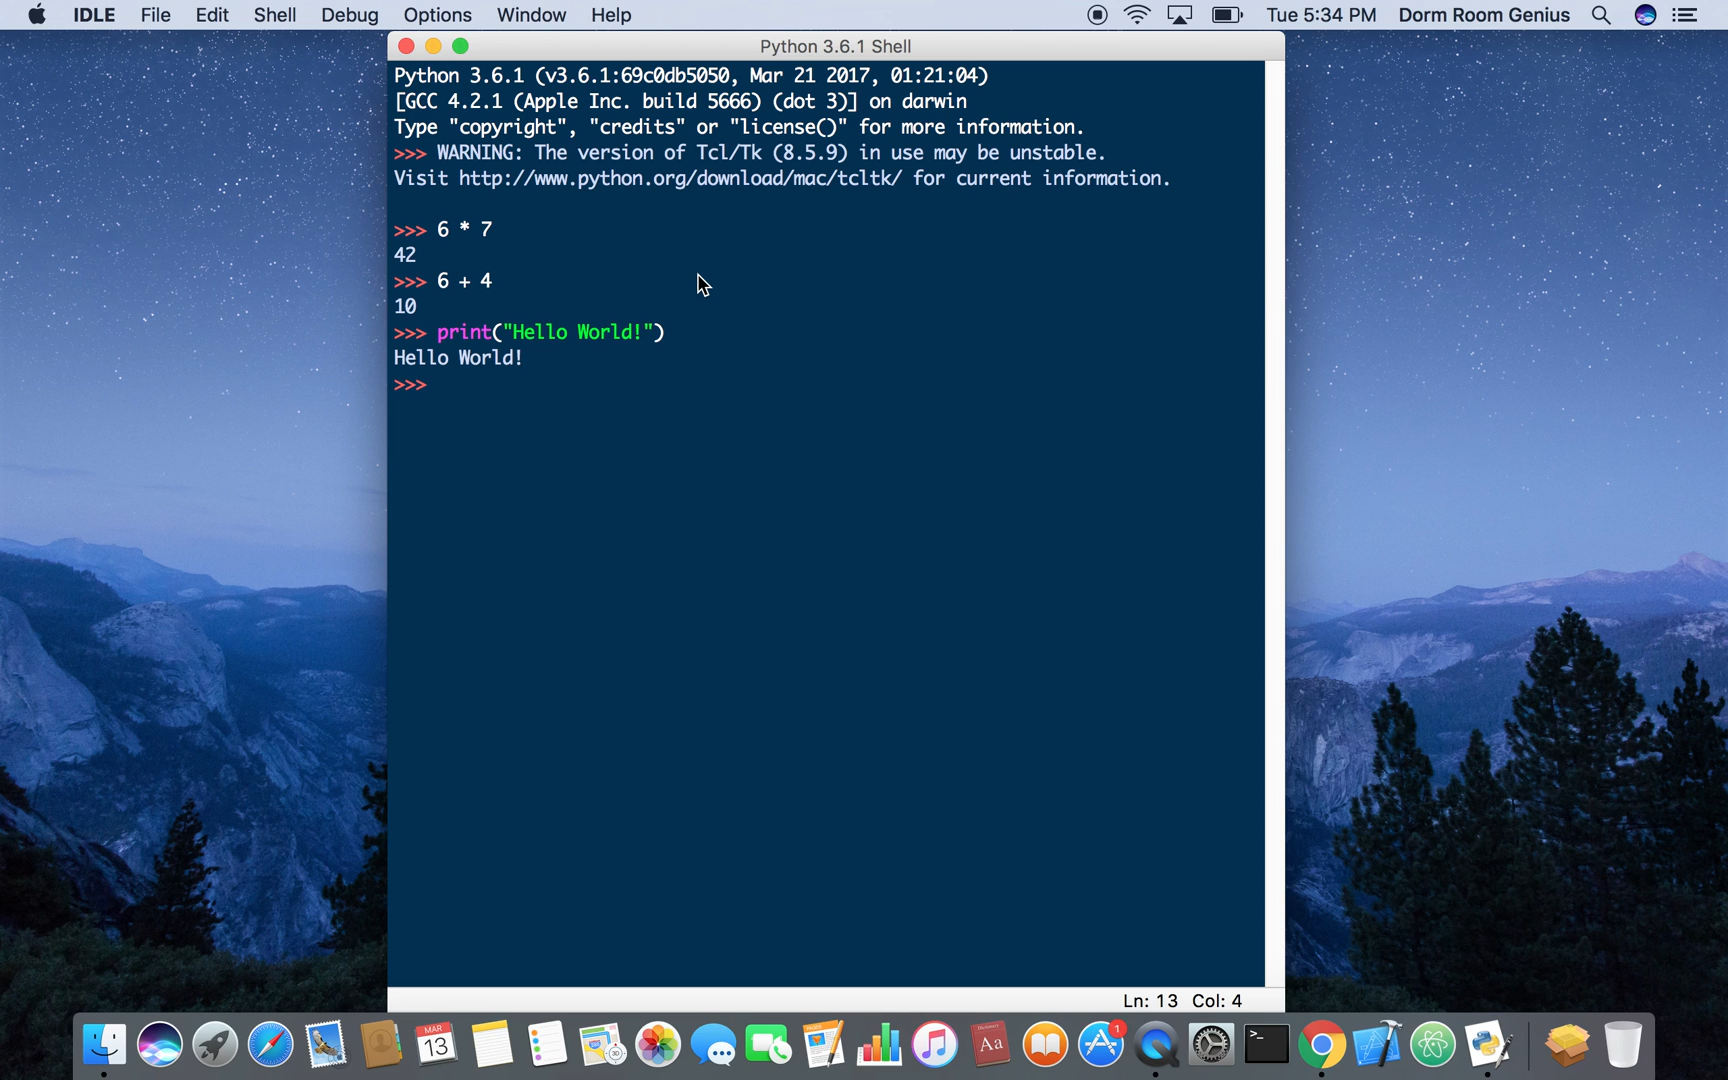 IDLE File Edit Shell Debug Options Window Help Tue 5:34 PM Dorm Room Genius
Python 3.6.1 Shell
Python 3.6.1 (v3.6.1:69c0db5050, Mar 21 2017, 01:21:04)
[GCC 4.2.1 (Apple Inc. build 5666) (dot 3)] on darwin
Type "copyright", "credits" or "license()" for more information.
>>> WARNING: The version of Tcl/Tk (8.5.9) in use may be unstable.
Visit http://www.python.org/download/mac/tcltk/ for current information.
>>> 6 * 7
42
>>> 6 + 4
10
>>> print("Hello World!")
Hello World!
>>>
Ln: 13 Col: 4
MAR
13
Aa
1
>_